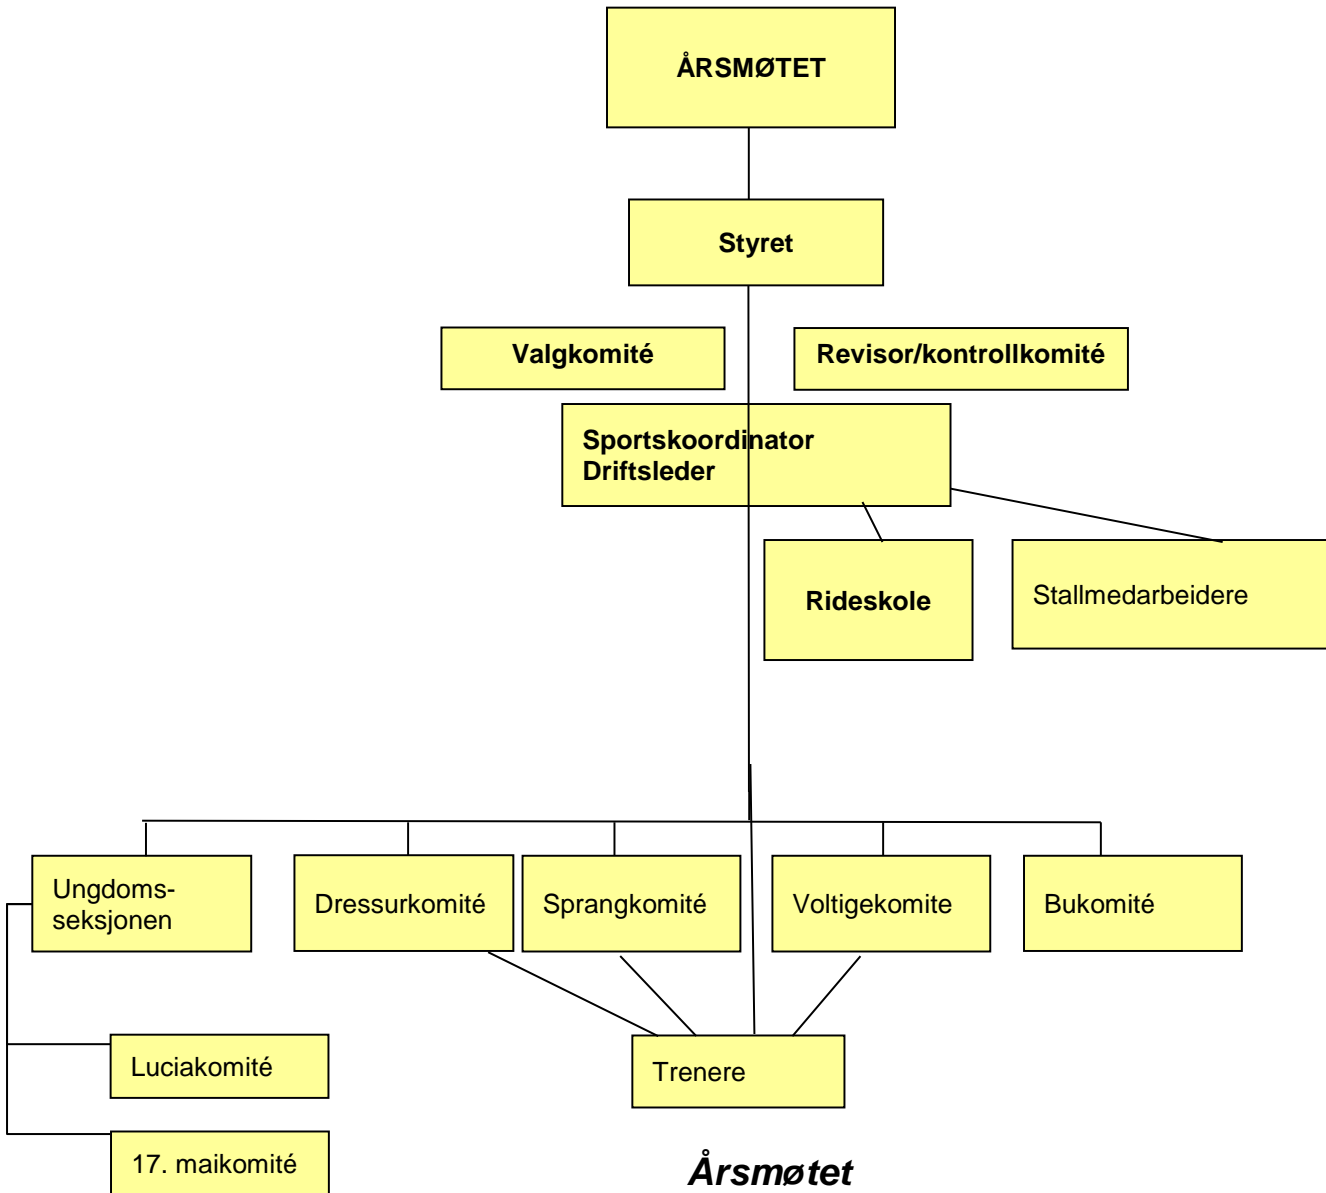 ÅRSMØTET
Styret
Valgkomité
Revisor/kontrollkomité
Sportskoordinator
Driftsleder
Rideskole
Stallmedarbeidere
Ungdoms-
seksjonen
Dressurkomité
Sprangkomité
Voltigekomite
Bukomité
Luciakomité
Trenere
17. maikomité
Årsmøtet